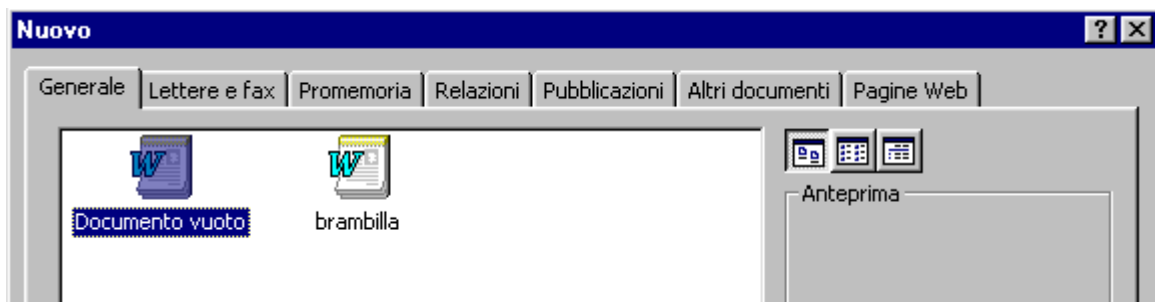 Nuovo
Generale Lettere e fax Promemoria Relazioni Pubblicazioni Altri documenti Pagine Web
Documento vuoto brambilla
Anteprima